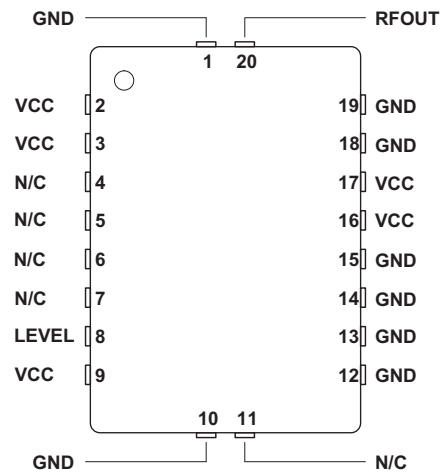 GND RFOUT
1 20
VCC 2 19 GND
VCC 3 18 GND
N/C 4 17 VCC
N/C 5 16 VCC
N/C 6 15 GND
N/C 7 14 GND
LEVEL 8 13 GND
VCC 9 12 GND
10 11
GND N/C